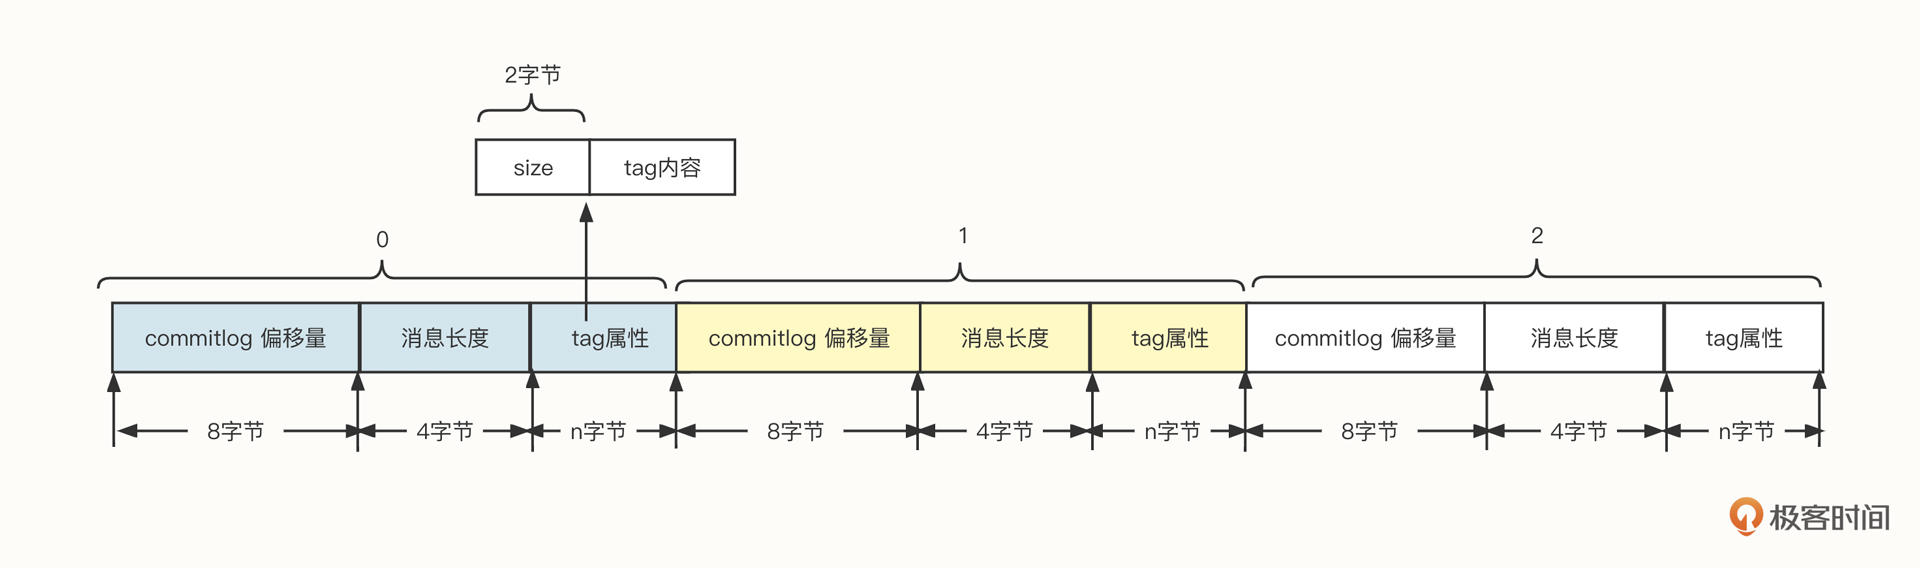 2字节
size
tag内容
0
1
2
commitlog 偏移量
消息长度
tag属性
commitlog 偏移量
消息长度
tag属性
commitlog 偏移量
消息长度
tag属性
8字节
4字节
n字节
8字节
4字节
n字节
8字节
4字节
n字节
极客时间